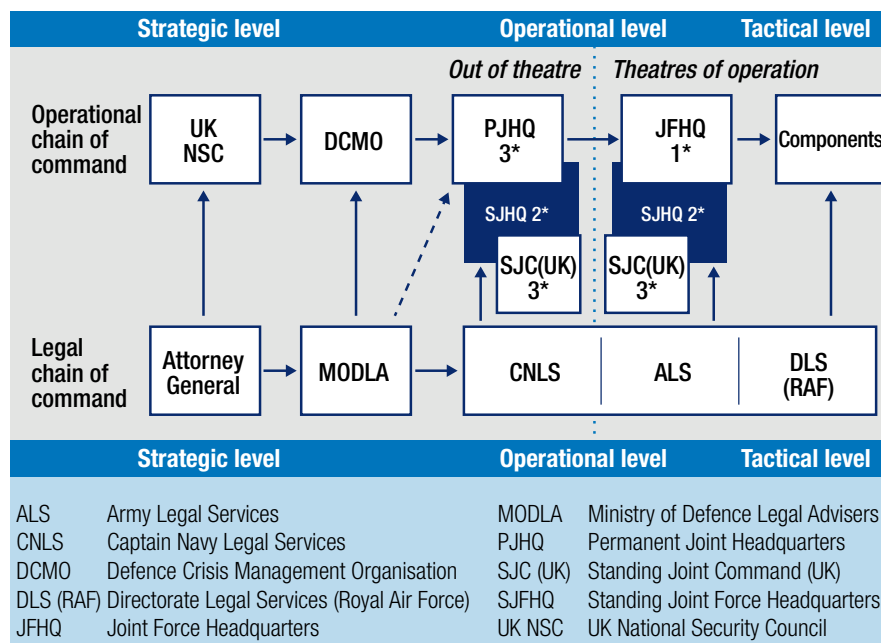 Strategic level Operational level Tactical level
Out of theatre Theatres of operation
Operational
chain of
command
UK
NSC
DCMO
PJHQ
3*
JFHQ
1*
Components
SJHQ 2*
SJHQ 2*
SJC(UK)
3*
SJC(UK)
3*
Legal
chain of
command
Attorney
General
MODLA
CNLS
ALS
DLS
(RAF)
Strategic level Operational level Tactical level
ALS Army Legal Services
CNLS Captain Navy Legal Services
DCMO Defence Crisis Management Organisation
DLS (RAF) Directorate Legal Services (Royal Air Force)
JFHQ Joint Force Headquarters
MODLA Ministry of Defence Legal Advisers
PJHQ Permanent Joint Headquarters
SJC (UK) Standing Joint Command (UK)
SJFHQ Standing Joint Force Headquarters
UK NSC UK National Security Council